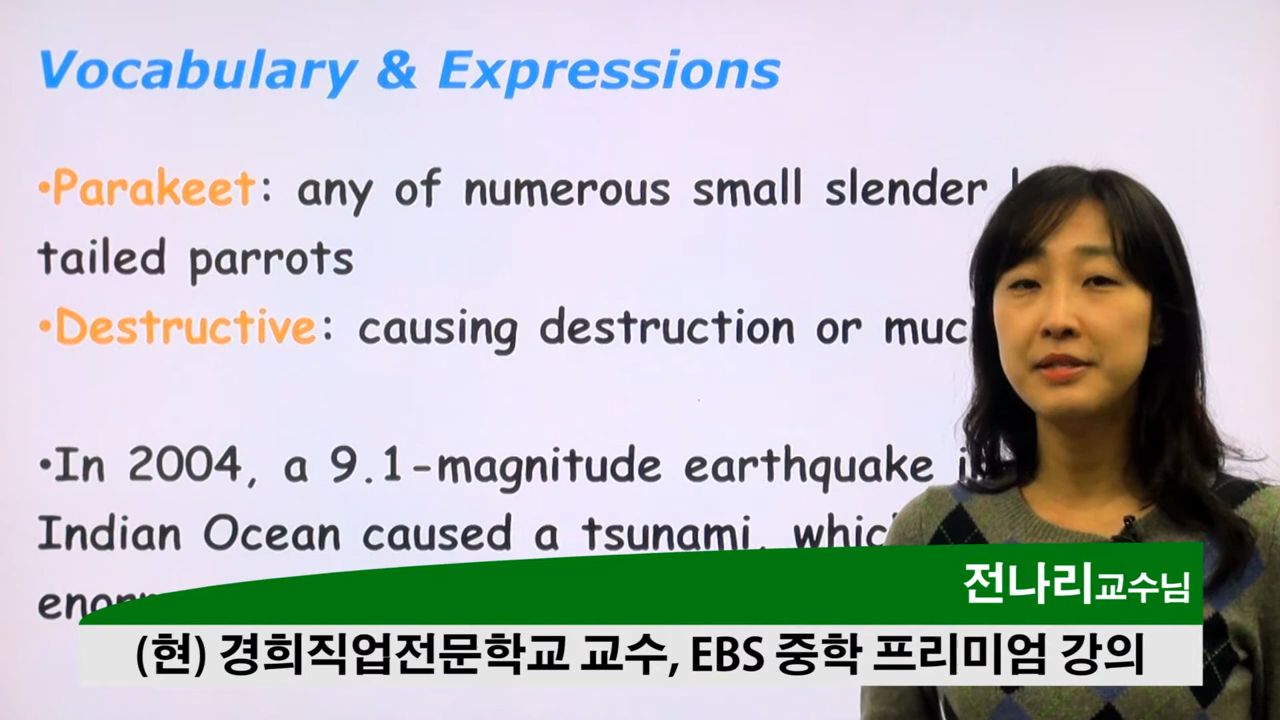 Vocabulary & Expressions
•Parakeet: any of numerous small slender
tailed parrots
•Destructive: causing destruction or
•In 2004, a 9.1-magnitude earthquake
Indian Ocean caused a tsunami,
전나리교수님
(현) 경희직업전문학교 교수, EBS 중학 프리미엄 강의